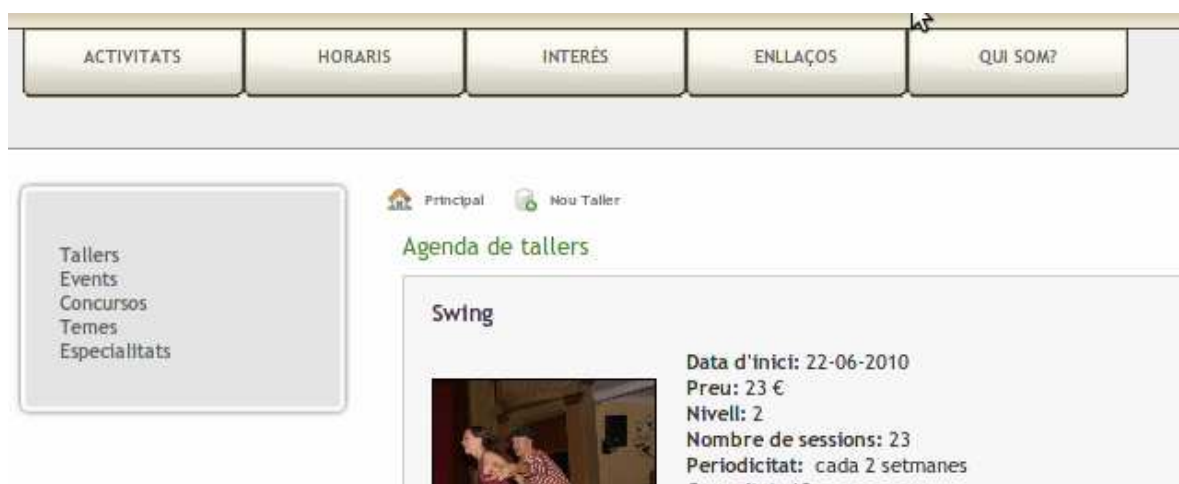 ACTIVITATS HORARIS INTERÉS ENLLAÇOS QUI SOM?
Principal Nou Taller
Agenda de tallers
Tallers
Events
Concursos
Temes
Especialitats
Swing
Data d'inici: 22-06-2010
Preu: 23 €
Nivell: 2
Nombre de sessions: 23
Periodicitat: cada 2 setmanes